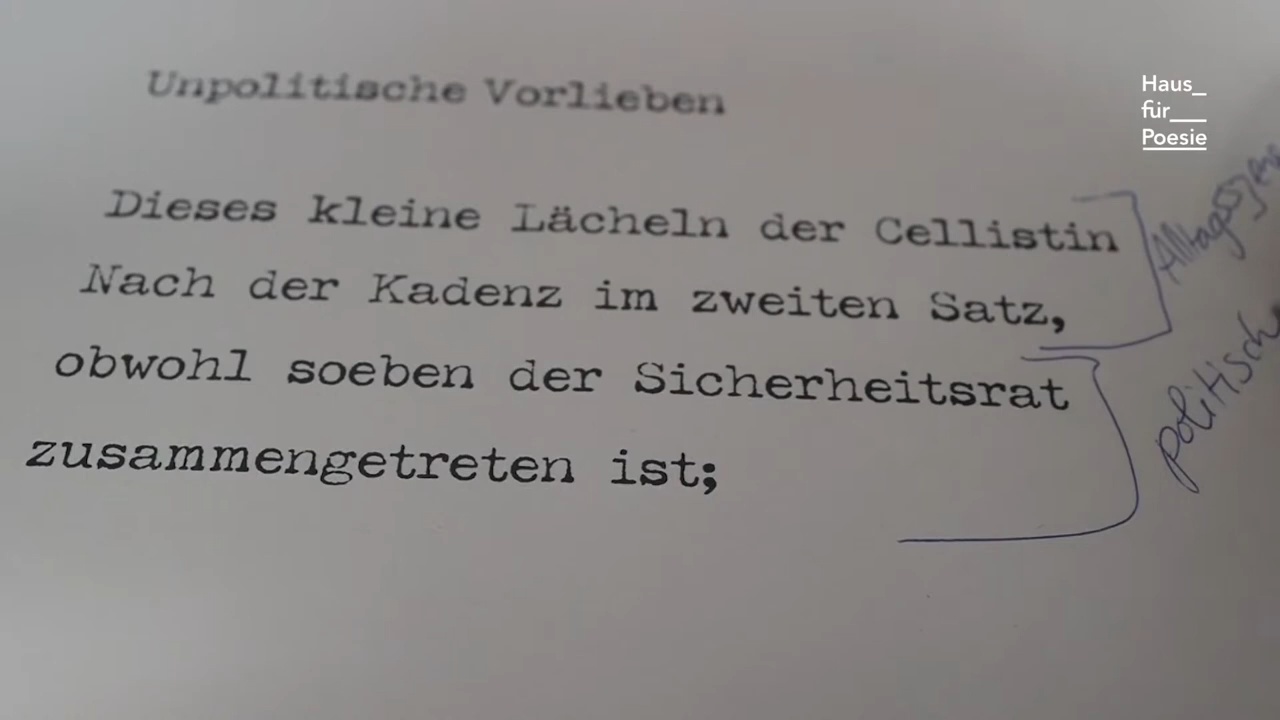 Unpolitische Vorlieben
Dieses kleine Lächeln der Cellistin
Nach der Kadenz im zweiten Satz,
obwohl soeben der Sicherheitsrat
zusammengetreten ist;
Haus_
für___
Poesie